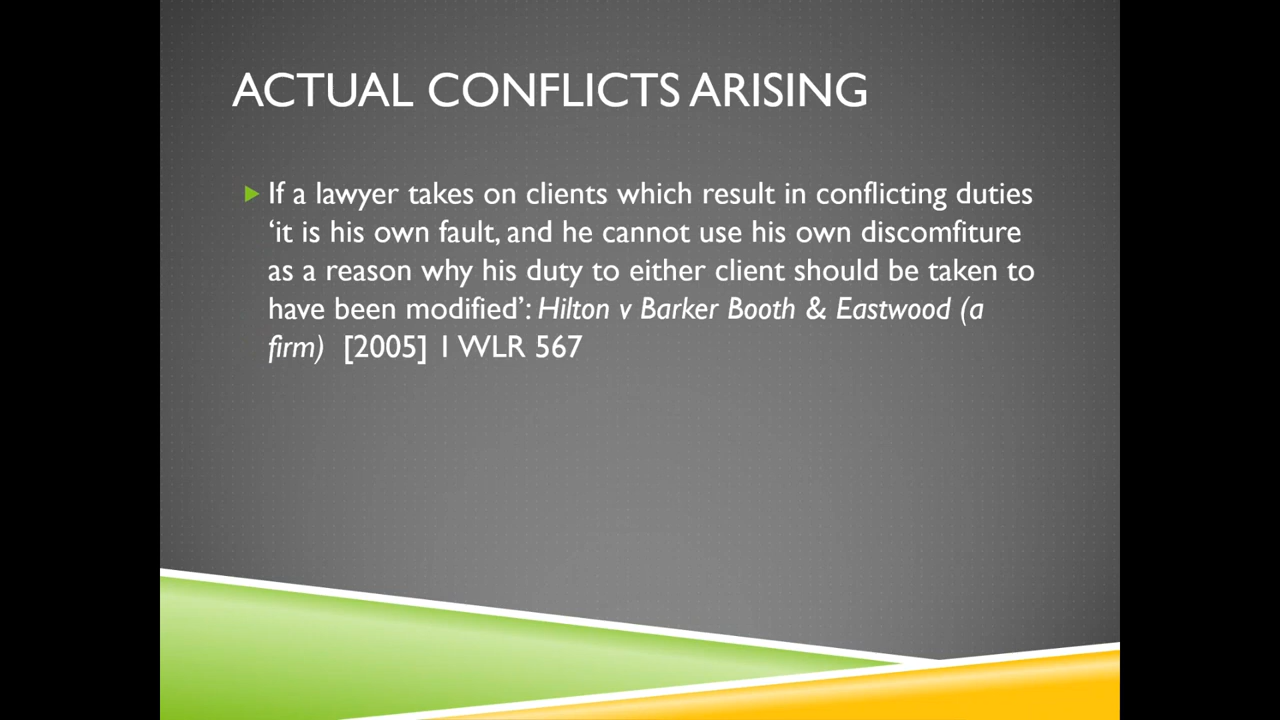 ACTUAL CONFLICTS ARISING
If a lawyer takes on clients which result in conflicting duties
‘it is his own fault, and he cannot use his own discomfiture
as a reason why his duty to either client should be taken to
have been modified’: Hilton v Barker Booth & Eastwood (a
firm) [2005] 1 WLR 567